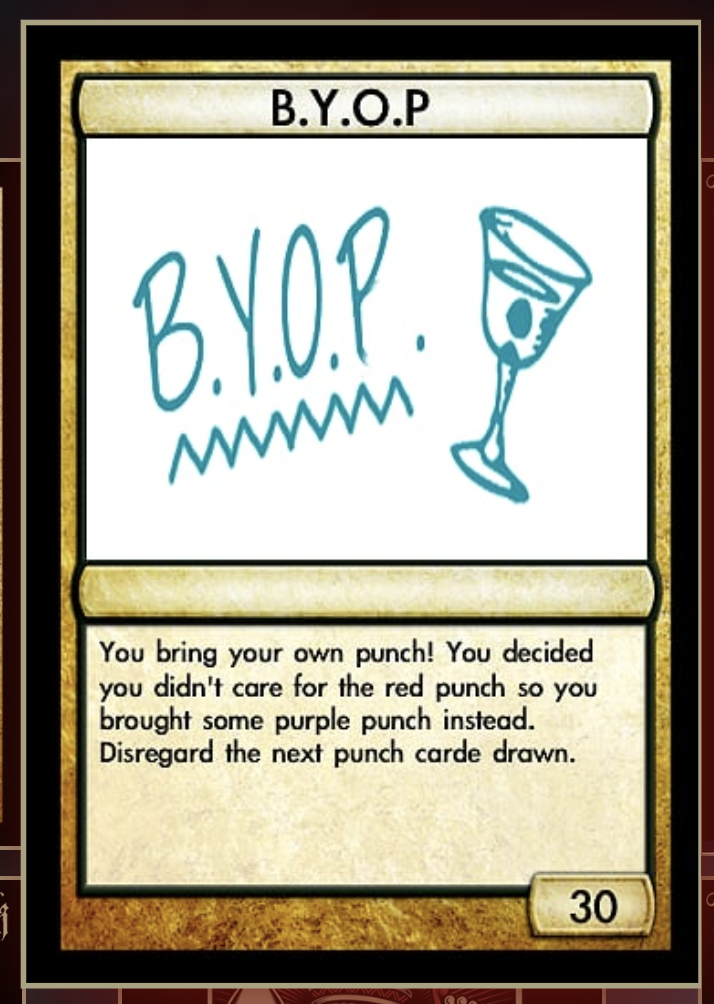 B.Y.O.P
B.Y.O.P.
You bring your own punch! You decided
you didn't care for the red punch so you
brought some purple punch instead.
Disregard the next punch carde drawn.
30